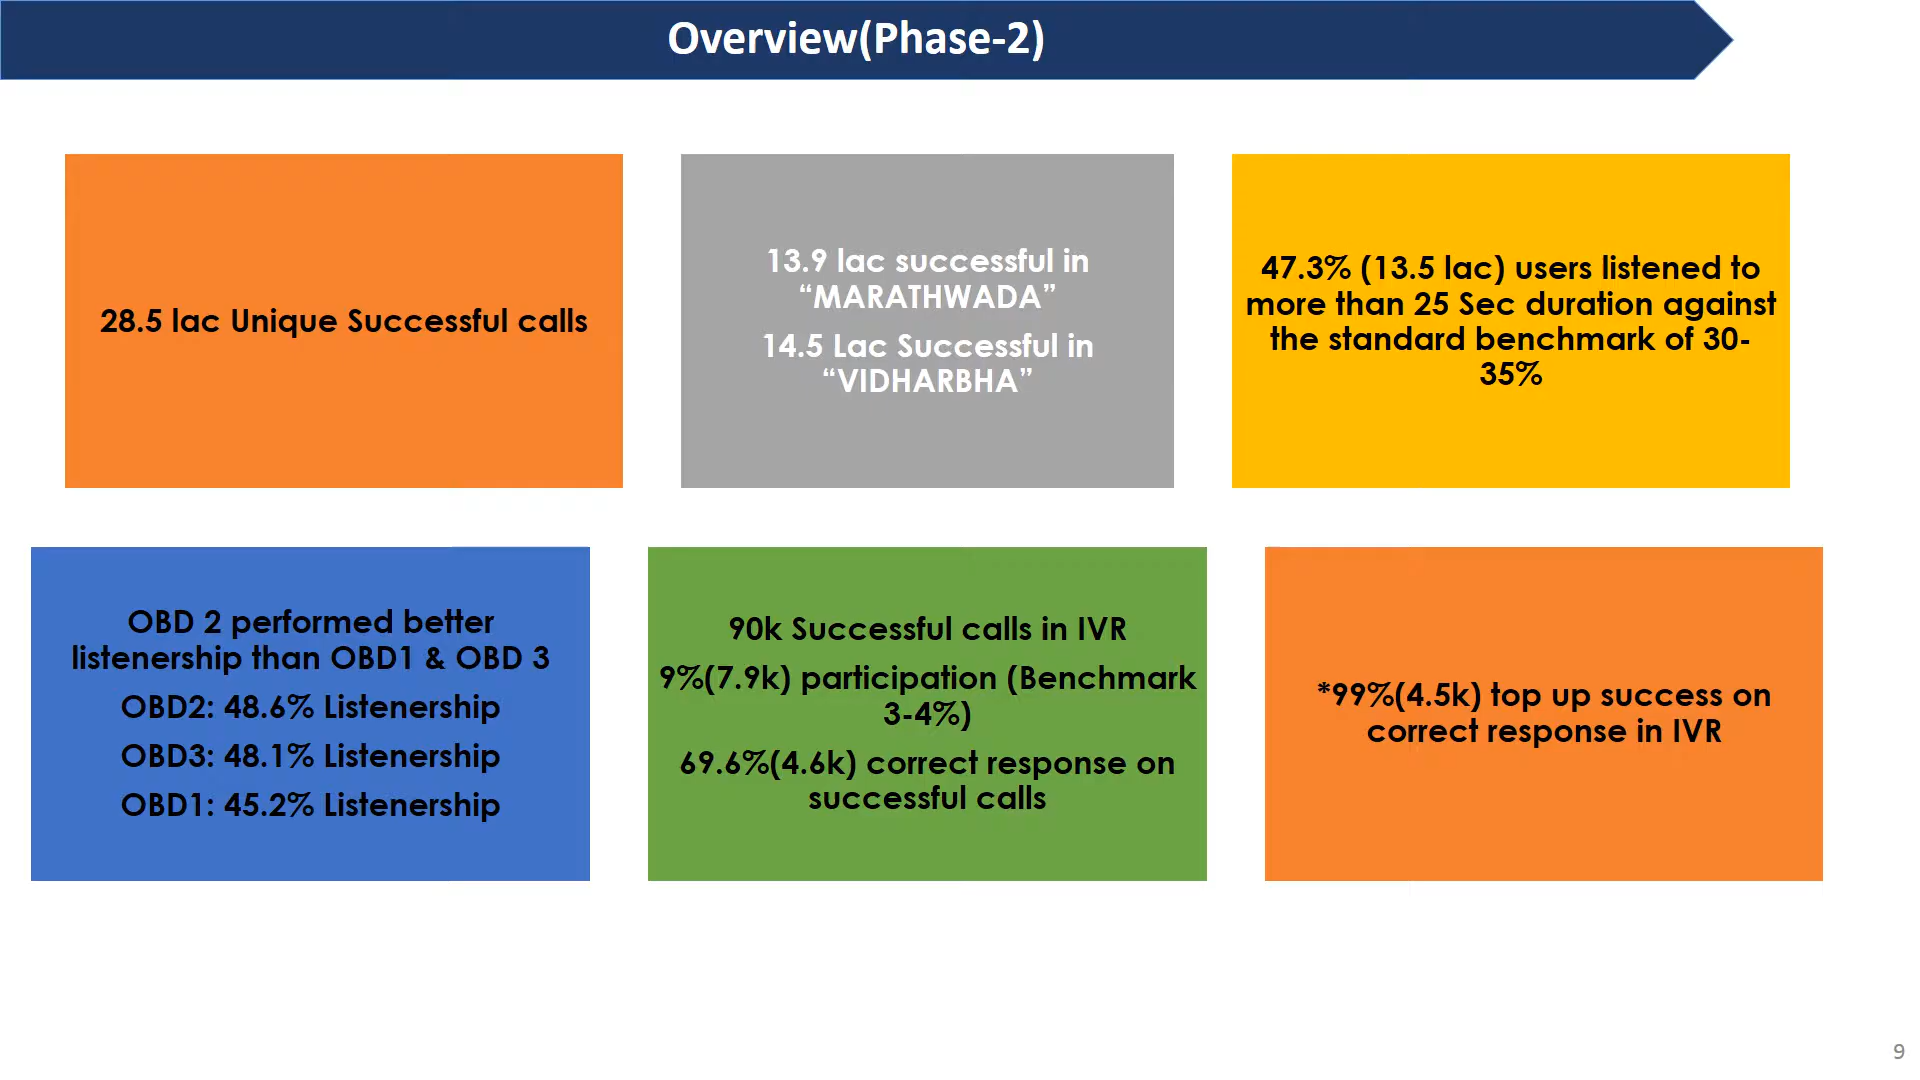 Overview(Phase-2)
28.5 lac Unique Successful calls
13.9 lac successful in
“MARATHWADA”
14.5 Lac Successful in
“VIDHARBHA”
47.3% (13.5 lac) users listened to
more than 25 Sec duration against
the standard benchmark of 30-
35%
OBD 2 performed better
listenership than OBD1 & OBD 3
OBD2: 48.6% Listenership
OBD3: 48.1% Listenership
OBD1: 45.2% Listenership
90k Successful calls in IVR
9%(7.9k) participation (Benchmark
3-4%)
69.6%(4.6k) correct response on
successful calls
*99%(4.5k) top up success on
correct response in IVR
9